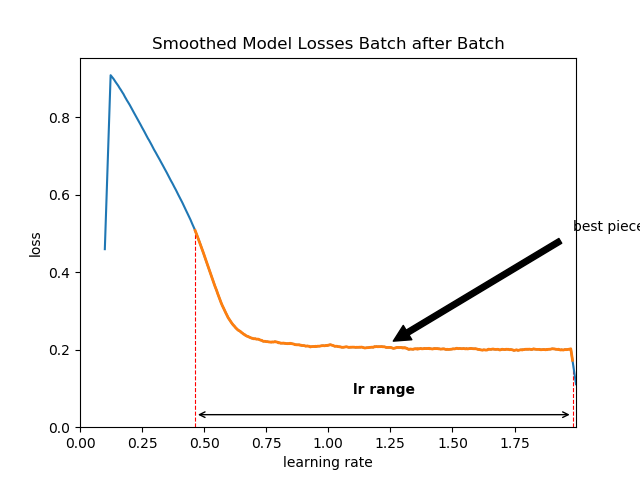 Smoothed Model Losses Batch after Batch
0.8
0.6
0.4
0.2
0.0
loss
best piece
lr range
0.00 0.25 0.50 0.75 1.00 1.25 1.50 1.75
learning rate